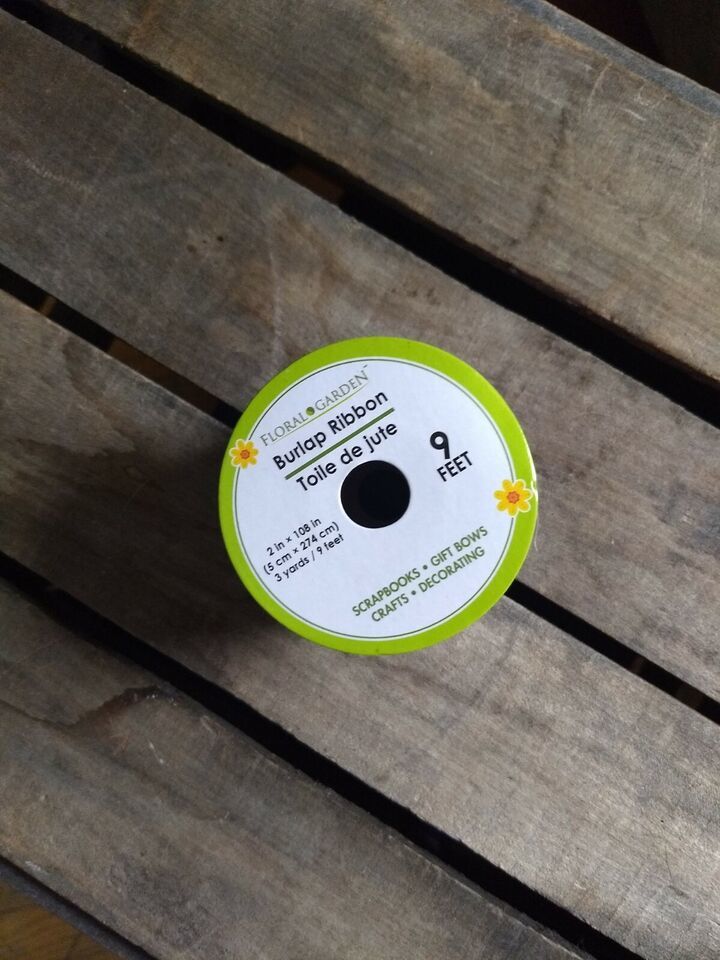 FLORAL GARDEN™
Burlap Ribbon
Toile de jute
9
FEET
2 in × 108 in
(5 cm × 274 cm)
3 yards / 9 feet
SCRAPBOOKS • GIFT BOWS
CRAFTS • DECORATING